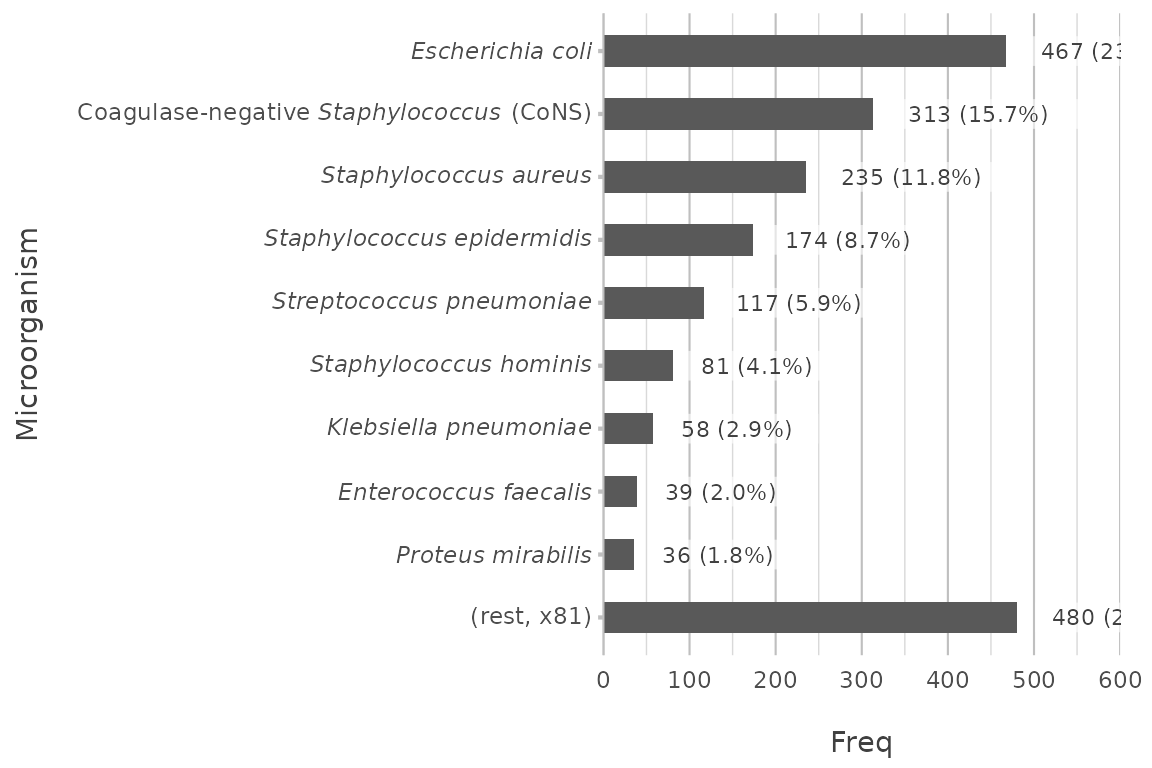 Microorganism
Escherichia coli 467 (23
Coagulase-negative Staphylococcus (CoNS) 313 (15.7%)
Staphylococcus aureus 235 (11.8%)
Staphylococcus epidermidis 174 (8.7%)
Streptococcus pneumoniae 117 (5.9%)
Staphylococcus hominis 81 (4.1%)
Klebsiella pneumoniae 58 (2.9%)
Enterococcus faecalis 39 (2.0%)
Proteus mirabilis 36 (1.8%)
(rest, x81) 480 (2
0 100 200 300 400 500 600
Freq